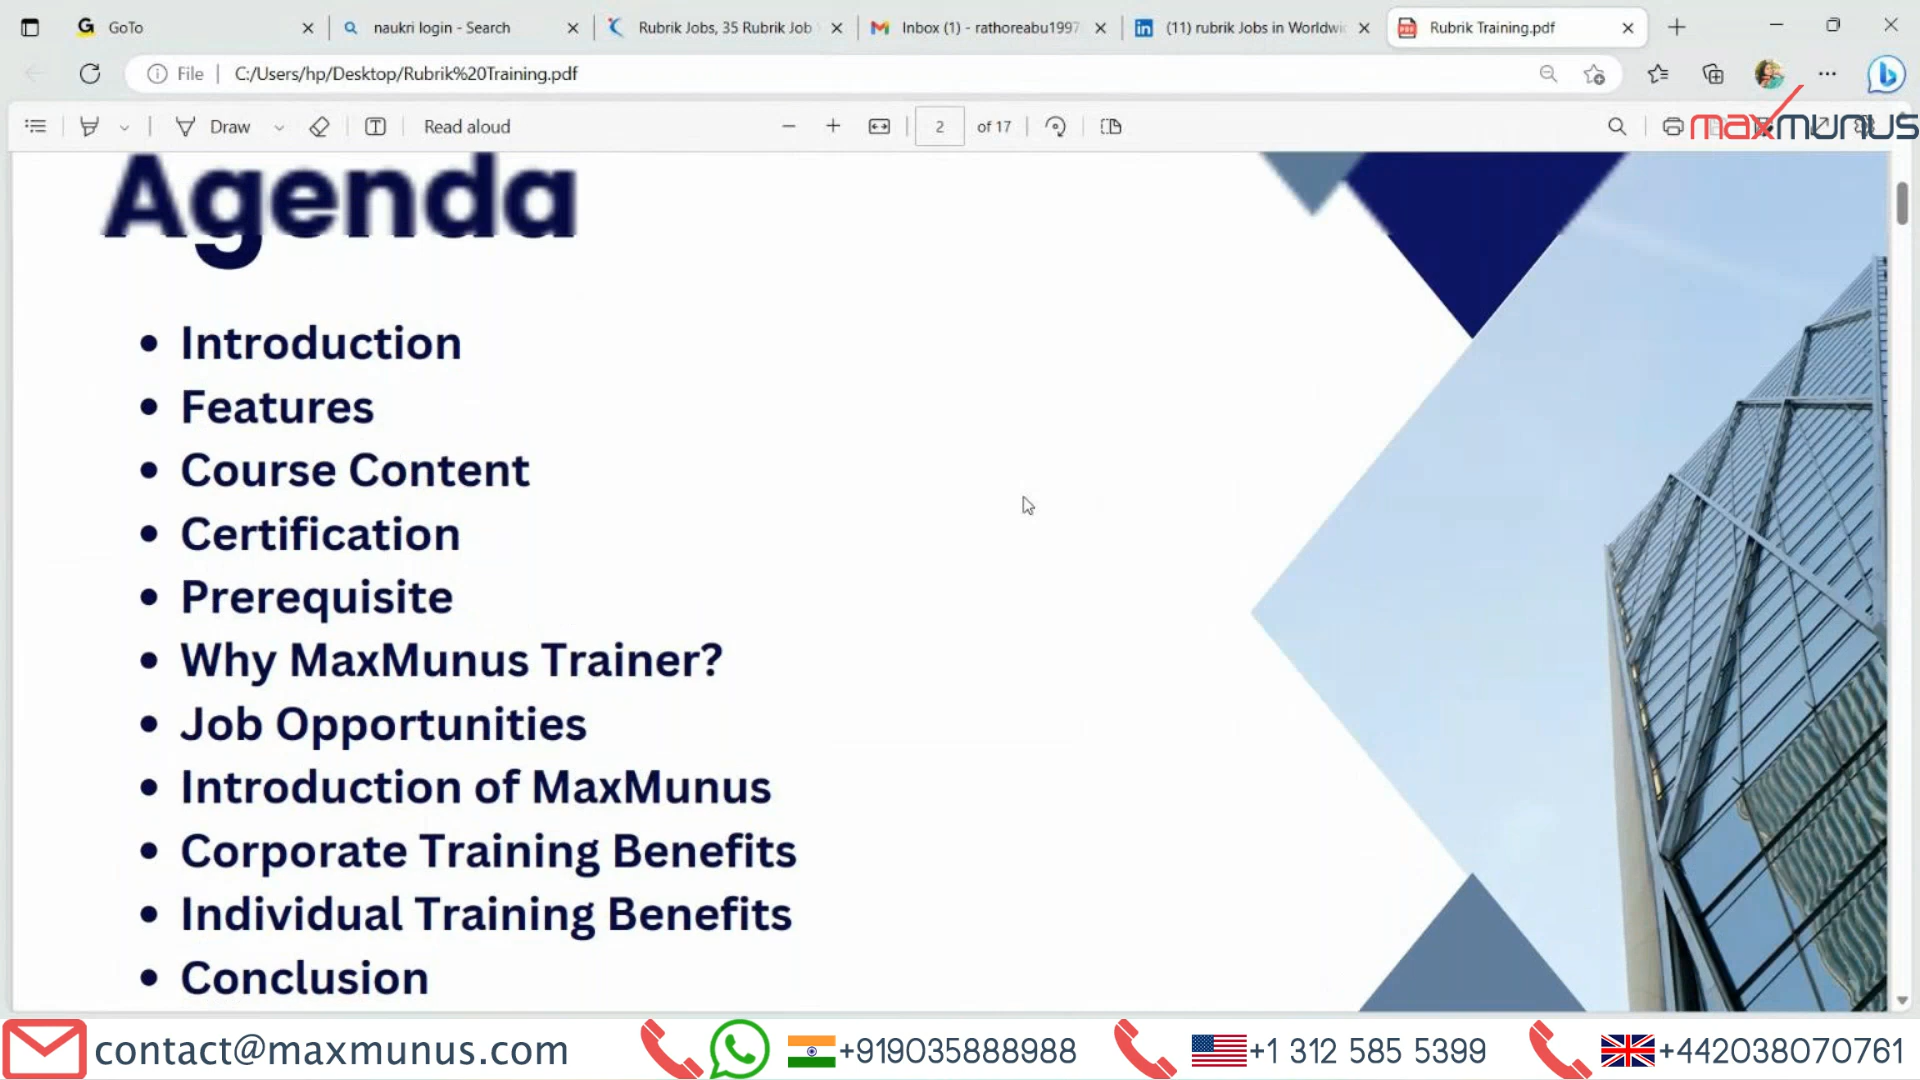 GoTo
naukri login - Search
Rubrik Jobs, 35 Rubrik Job
Inbox (1) - rathoreabu1997
(11) rubrik Jobs in Worldwi
Rubrik Training.pdf
File
C:/Users/hp/Desktop/Rubrik%20Training.pdf
Draw
Read aloud
2 of 17
maxmunus
Agenda
• Introduction
• Features
• Course Content
• Certification
• Prerequisite
• Why MaxMunus Trainer?
• Job Opportunities
• Introduction of MaxMunus
• Corporate Training Benefits
• Individual Training Benefits
• Conclusion
contact@maxmunus.com
+919035888988
+1 312 585 5399
+442038070761